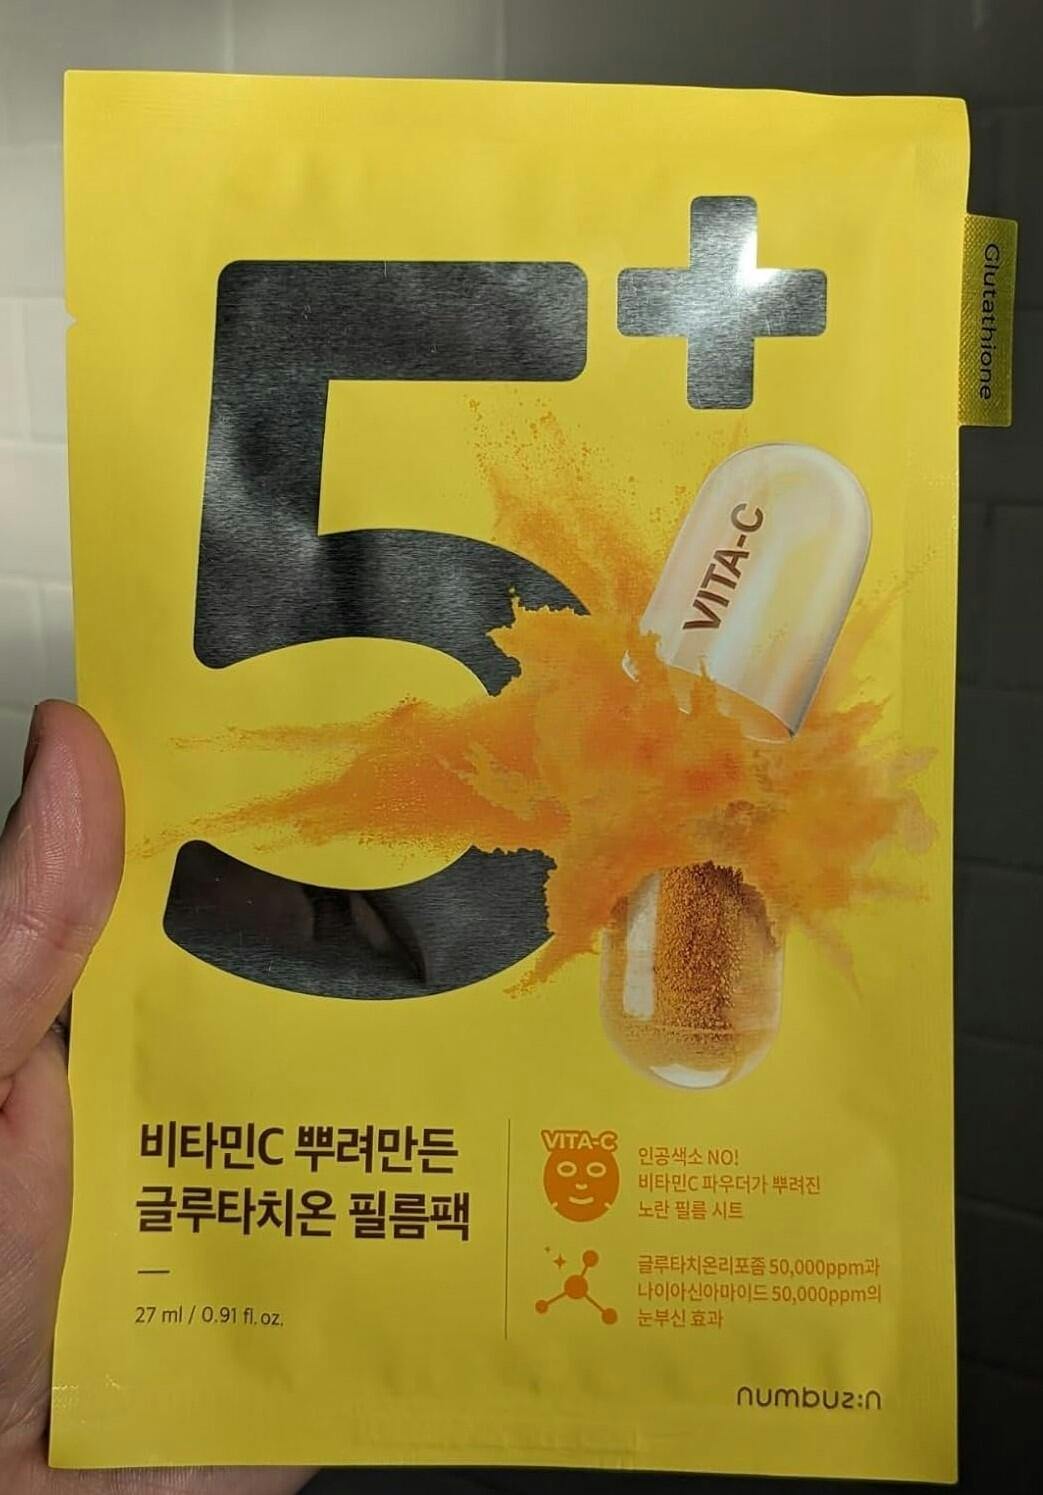 5+
Glutathione
VITA-C
비타민C 뿌려만든
글루타치온 필름팩
27 ml / 0.91 fl. oz.
VITA-C
인공색소 NO!
비타민C 파우더가 뿌려진
노란 필름 시트
글루타치온리포좀 50,000ppm과
나이아신아마이드 50,000ppm의
눈부신 효과
numbuz:n